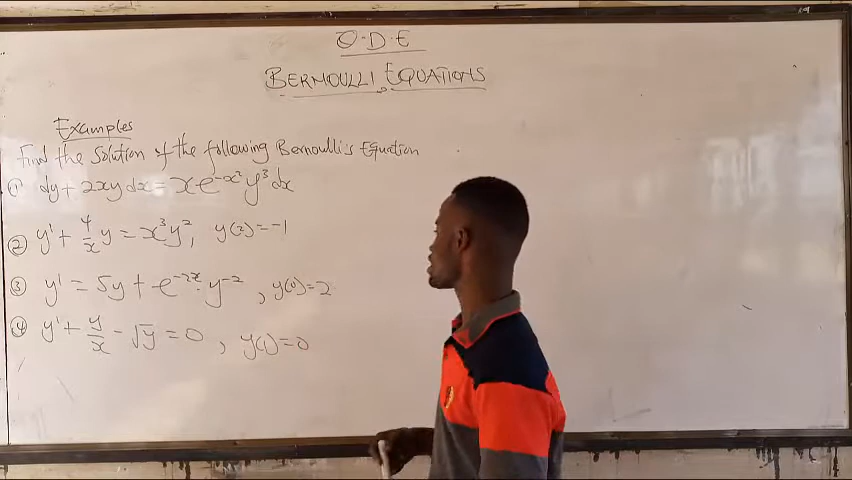 O.D.E
BERNOULLI EQUATIONS
Examples
Find the solution of the following Bernoulli's Equation
① dy + 2xy dx = xe^{-x²} y³ dx
② y' + 4/x y = x³y², y(2) = -1
③ y' = 5y + e^{-2x} y^{-2}, y(0) = 2
④ y' + y/x - √y = 0, y(1) = 0